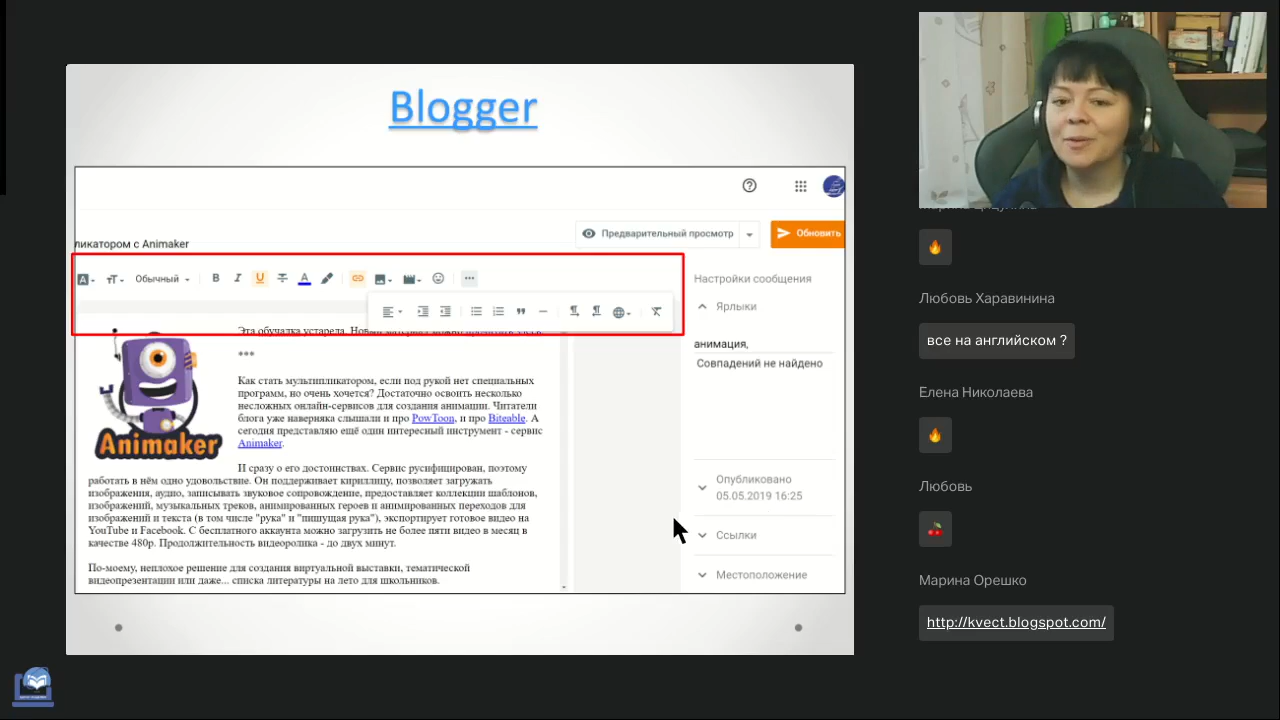 Blogger
ликатором с Animaker
Предварительный просмотр
Обновить
Обычный
B I U A
Настройки сообщения
Ярлыки
анимация,
Совпадений не найдено
Эта обучалка устарела. Новый
***
Как стать мультипликатором, если под рукой нет специальных
программ, но очень хочется? Достаточно освоить несколько
несложных онлайн-сервисов для создания анимации. Читатели
блога уже наверняка слышали и про PowToon, и про Biteable. А
сегодня представляю ещё один интересный инструмент - сервис
Animaker.
Animaker
И сразу о его достоинствах. Сервис русифицирован, поэтому
работать в нём одно удовольствие. Он поддерживает кириллицу, позволяет загружать
изображения, аудио, записывать звуковое сопровождение, предоставляет коллекции шаблонов,
изображений, музыкальных треков, анимированных героев и анимированных переходов для
изображений и текста (в том числе "рука" и "пишущая рука"), экспортирует готовое видео на
YouTube и Facebook. С бесплатного аккаунта можно загрузить не более пяти видео в месяц в
качестве 480p. Продолжительность видеоролика - до двух минут.
По-моему, неплохое решение для создания виртуальной выставки, тематической
видеопрезентации или даже... списка литературы на лето для школьников.
Опубликовано
05.05.2019 16:25
Ссылки
Местоположение
Любовь Харавинина
все на английском ?
Елена Николаева
Любовь
Марина Орешко
http://kvect.blogspot.com/